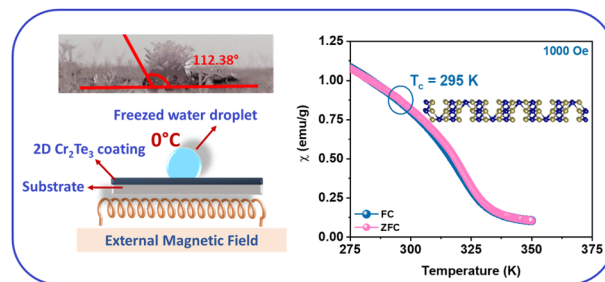 112.38°
Freezed water droplet
0°C
2D Cr₂Te₃ coating
Substrate
External Magnetic Field
1000 Oe
T_C = 295 K
χ (emu/g)
1.25
1.00
0.75
0.50
0.25
0.00
FC
ZFC
275 300 325 350 375
Temperature (K)